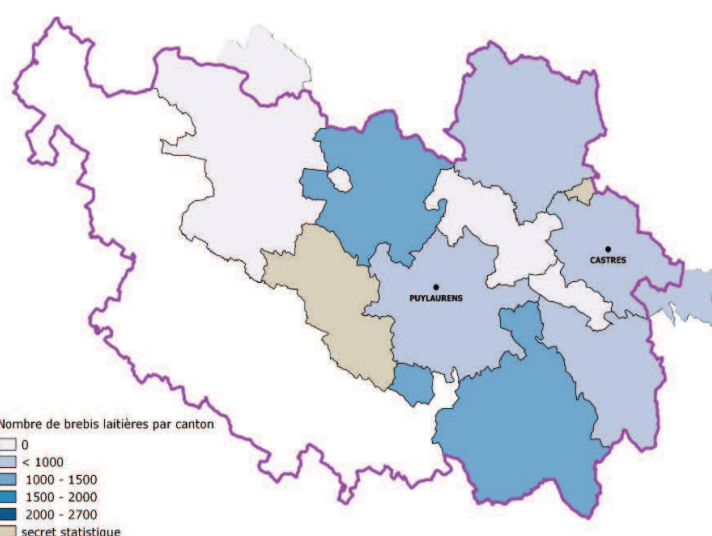 CASTRES
PUYLAURENS
Nombre de brebis laitières par canton
0
< 1000
1000 - 1500
1500 - 2000
2000 - 2700
secret statistique